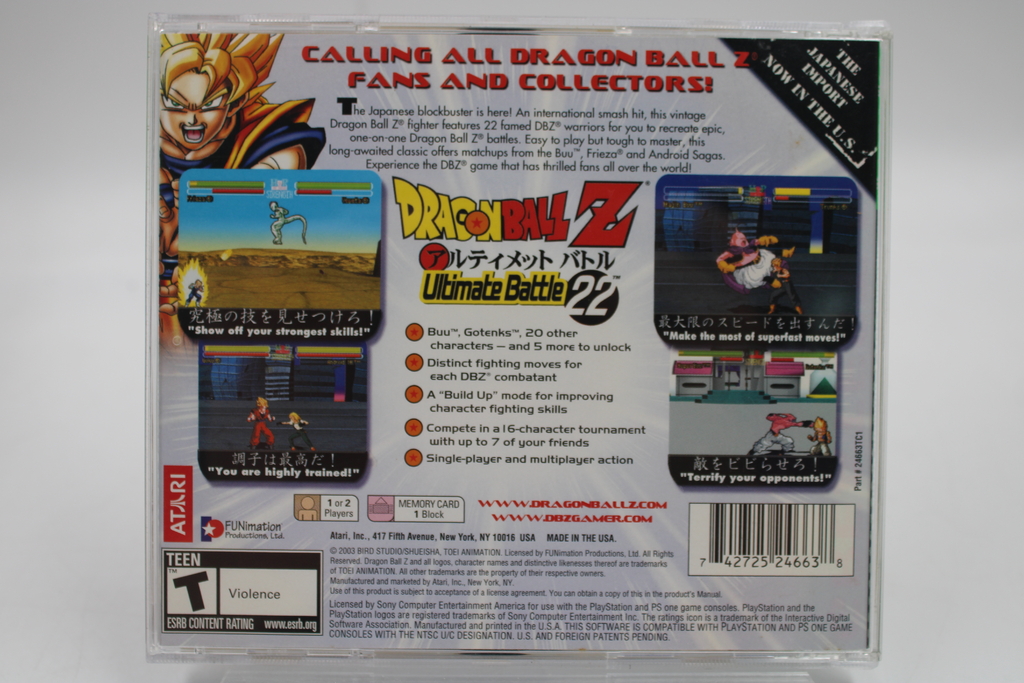 CALLING ALL DRAGON BALL Z®
FANS AND COLLECTORS!
THE
JAPANESE
IMPORT
NOW IN THE U.S.
The Japanese blockbuster is here! An international smash hit, this vintage
Dragon Ball Z® fighter features 22 famed DBZ® warriors for you to recreate epic,
one-on-one Dragon Ball Z® battles. Easy to play but tough to master, this
long-awaited classic offers matchups from the Buu™, Frieza® and Android Sagas.
Experience the DBZ® game that has thrilled fans all over the world!
究極の技を見せつけろ!
"Show off your strongest skills!"
調子は最高だ!
"You are highly trained!"
DRAGON BALL Z®
アルティメット バトル
Ultimate Battle 22™
Buu™, Gotenks™, 20 other
characters – and 5 more to unlock
Distinct fighting moves for
each DBZ® combatant
A "Build Up" mode for improving
character fighting skills
Compete in a 16-character tournament
with up to 7 of your friends
Single-player and multiplayer action
最大限のスピードを出すんだ!
"Make the most of superfast moves!"
敵をビビらせろ!
"Terrify your opponents!"
Part # 24663TC1
ATARI
FUNimation
Productions, Ltd.
1 or 2
Players
MEMORY CARD
1 Block
WWW.DRAGONBALLZ.COM
WWW.DBZGAMER.COM
Atari, Inc., 417 Fifth Avenue, New York, NY 10016 USA MADE IN THE USA.
© 2003 BIRD STUDIO/SHUEISHA, TOEI ANIMATION. Licensed by FUNimation Productions, Ltd. All Rights
Reserved. Dragon Ball Z and all logos, character names and distinctive likenesses thereof are trademarks
of TOEI ANIMATION. All other trademarks are the property of their respective owners.
Manufactured and marketed by Atari, Inc., New York, NY.
Use of this product is subject to acceptance of a license agreement. You can obtain a copy of this in the product's Manual.
Licensed by Sony Computer Entertainment America for use with the PlayStation and PS one game consoles. PlayStation and the
PlayStation logos are registered trademarks of Sony Computer Entertainment Inc. The ratings icon is a trademark of the Interactive Digital
Software Association. Manufactured and printed in the U.S.A. THIS SOFTWARE IS COMPATIBLE WITH PLAYSTATION AND PS ONE GAME
CONSOLES WITH THE NTSC U/C DESIGNATION. U.S. AND FOREIGN PATENTS PENDING.
7 42725 24663 8
TEEN
T™
Violence
ESRB CONTENT RATING www.esrb.org